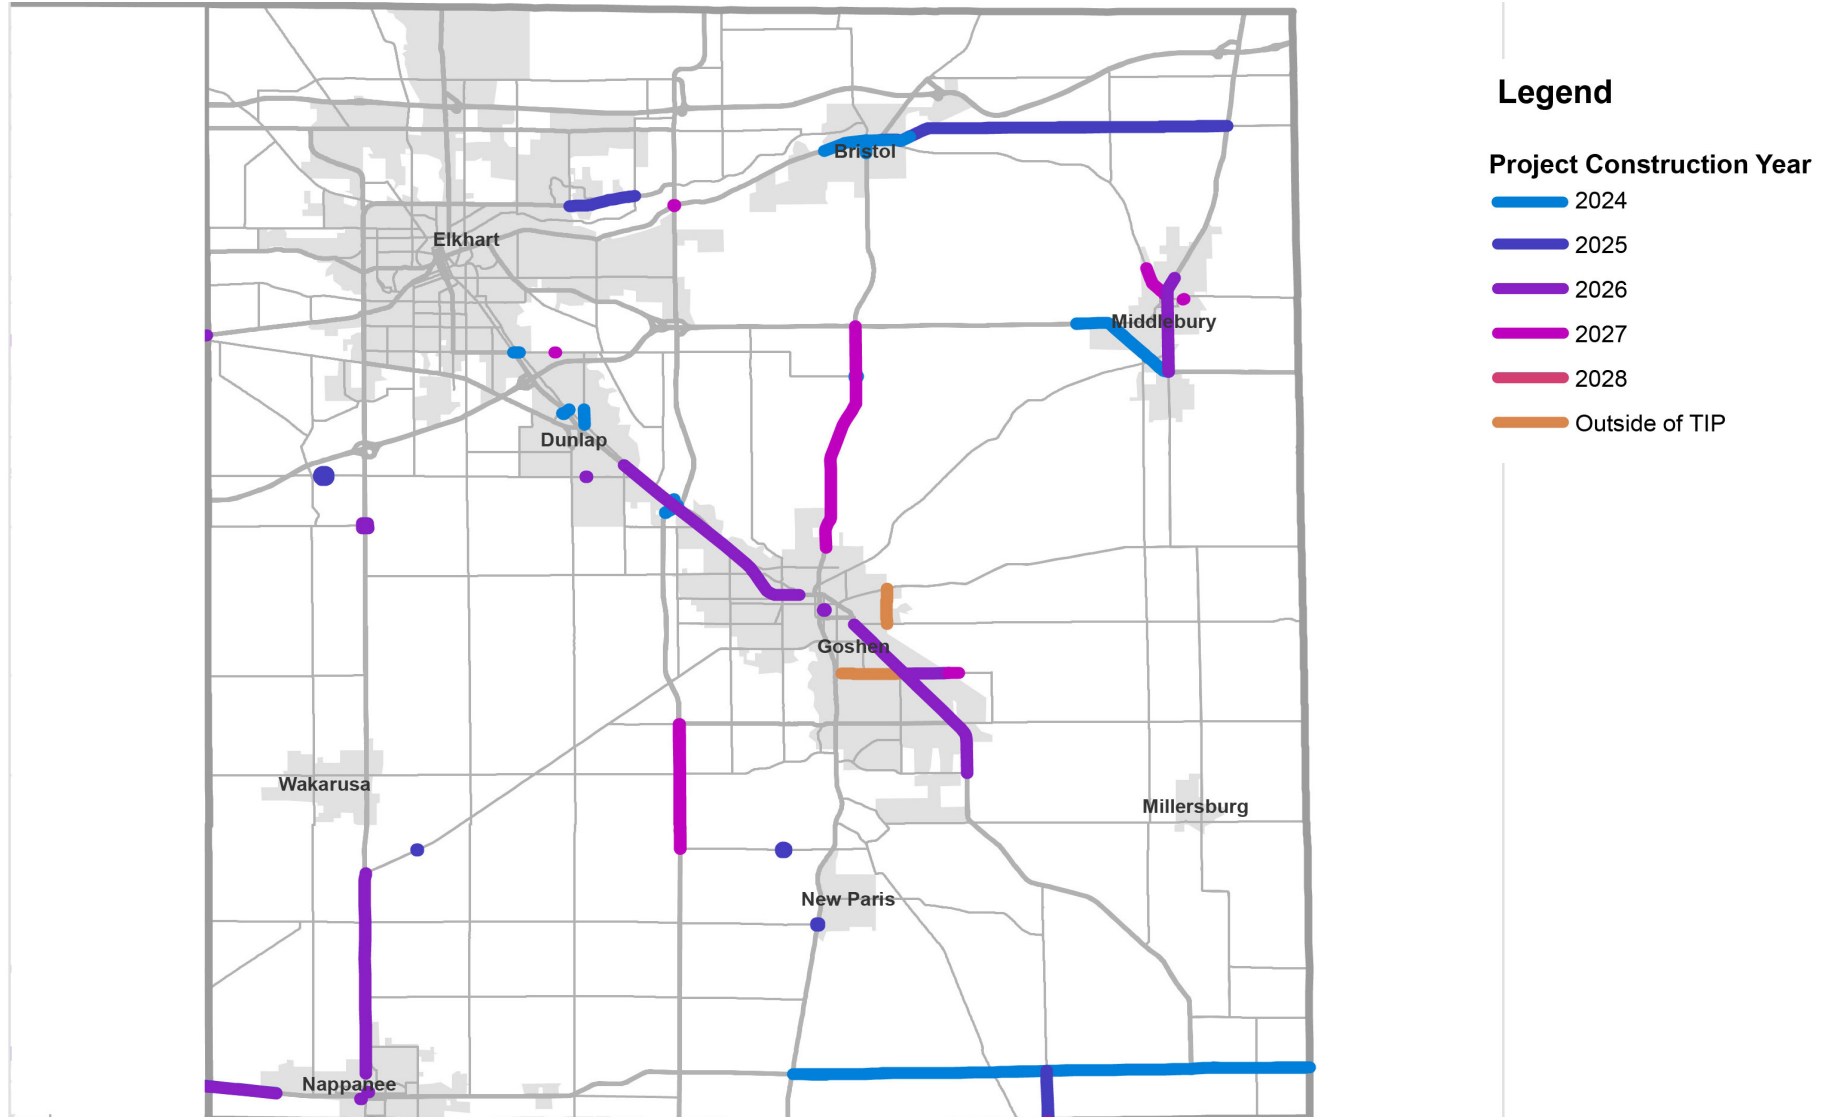 Legend
Project Construction Year
2024
2025
2026
2027
2028
Outside of TIP
Bristol
Elkhart
Middlebury
Dunlap
Goshen
Wakarusa
Millersburg
New Paris
Nappanee